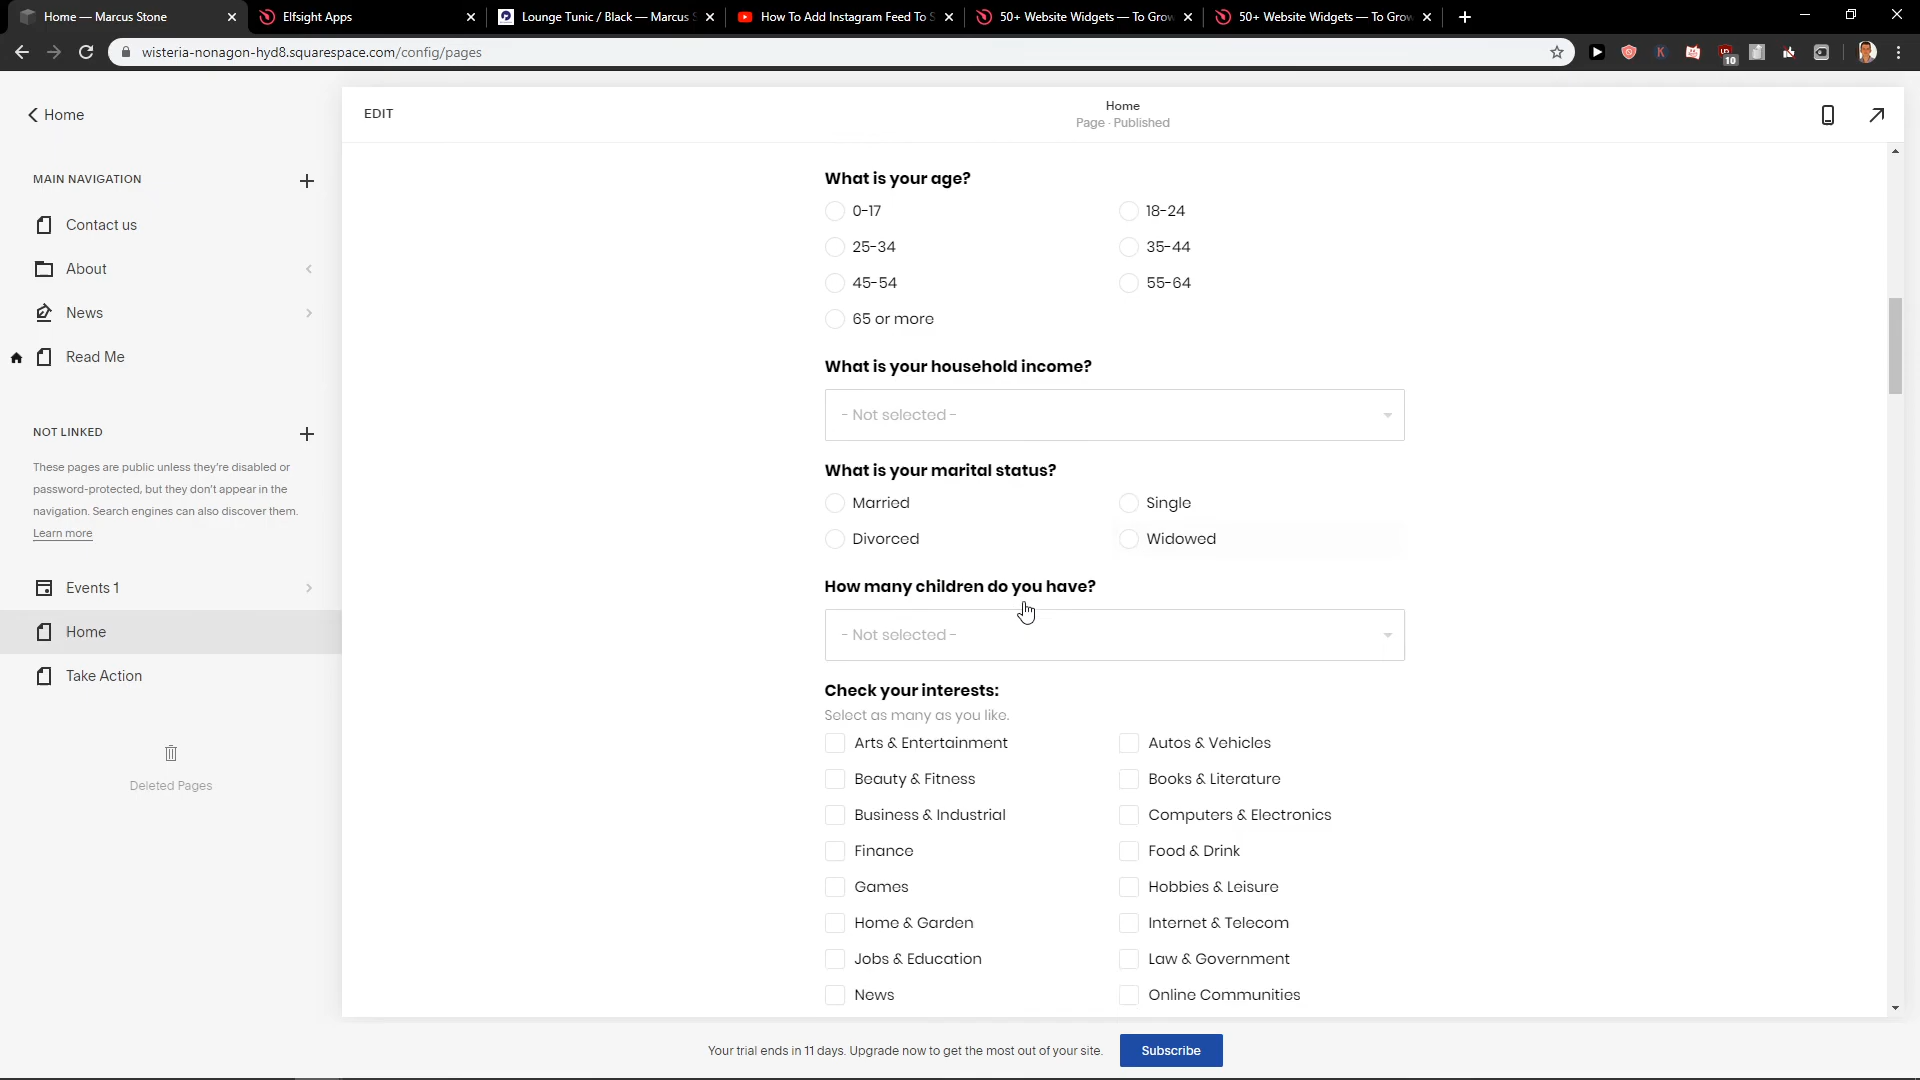 Home — Marcus Stone
Elfsight Apps
Lounge Tunic / Black — Marcus S
How To Add Instagram Feed To S
50+ Website Widgets — To Grow
50+ Website Widgets — To Grow
wisteria-nonagon-hyd8.squarespace.com/config/pages
10
Home
EDIT
Home
Page · Published
MAIN NAVIGATION
Contact us
About
News
Read Me
NOT LINKED
These pages are public unless they're disabled or
password-protected, but they don't appear in the
navigation. Search engines can also discover them.
Learn more
Events 1
Home
Take Action
Deleted Pages
What is your age?
0-17
18-24
25-34
35-44
45-54
55-64
65 or more
What is your household income?
- Not selected -
What is your marital status?
Married
Single
Divorced
Widowed
How many children do you have?
- Not selected -
Check your interests:
Select as many as you like.
Arts & Entertainment
Autos & Vehicles
Beauty & Fitness
Books & Literature
Business & Industrial
Computers & Electronics
Finance
Food & Drink
Games
Hobbies & Leisure
Home & Garden
Internet & Telecom
Jobs & Education
Law & Government
News
Online Communities
Your trial ends in 11 days. Upgrade now to get the most out of your site.
Subscribe